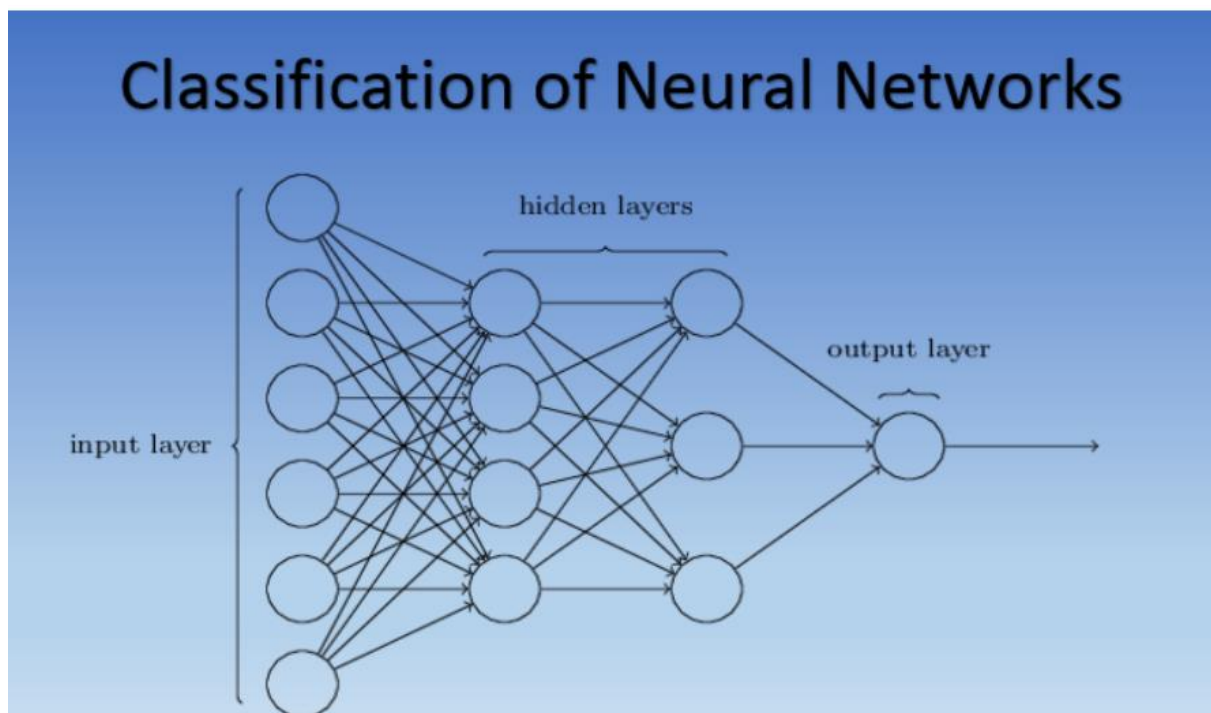 Classification of Neural Networks
hidden layers
output layer
input layer